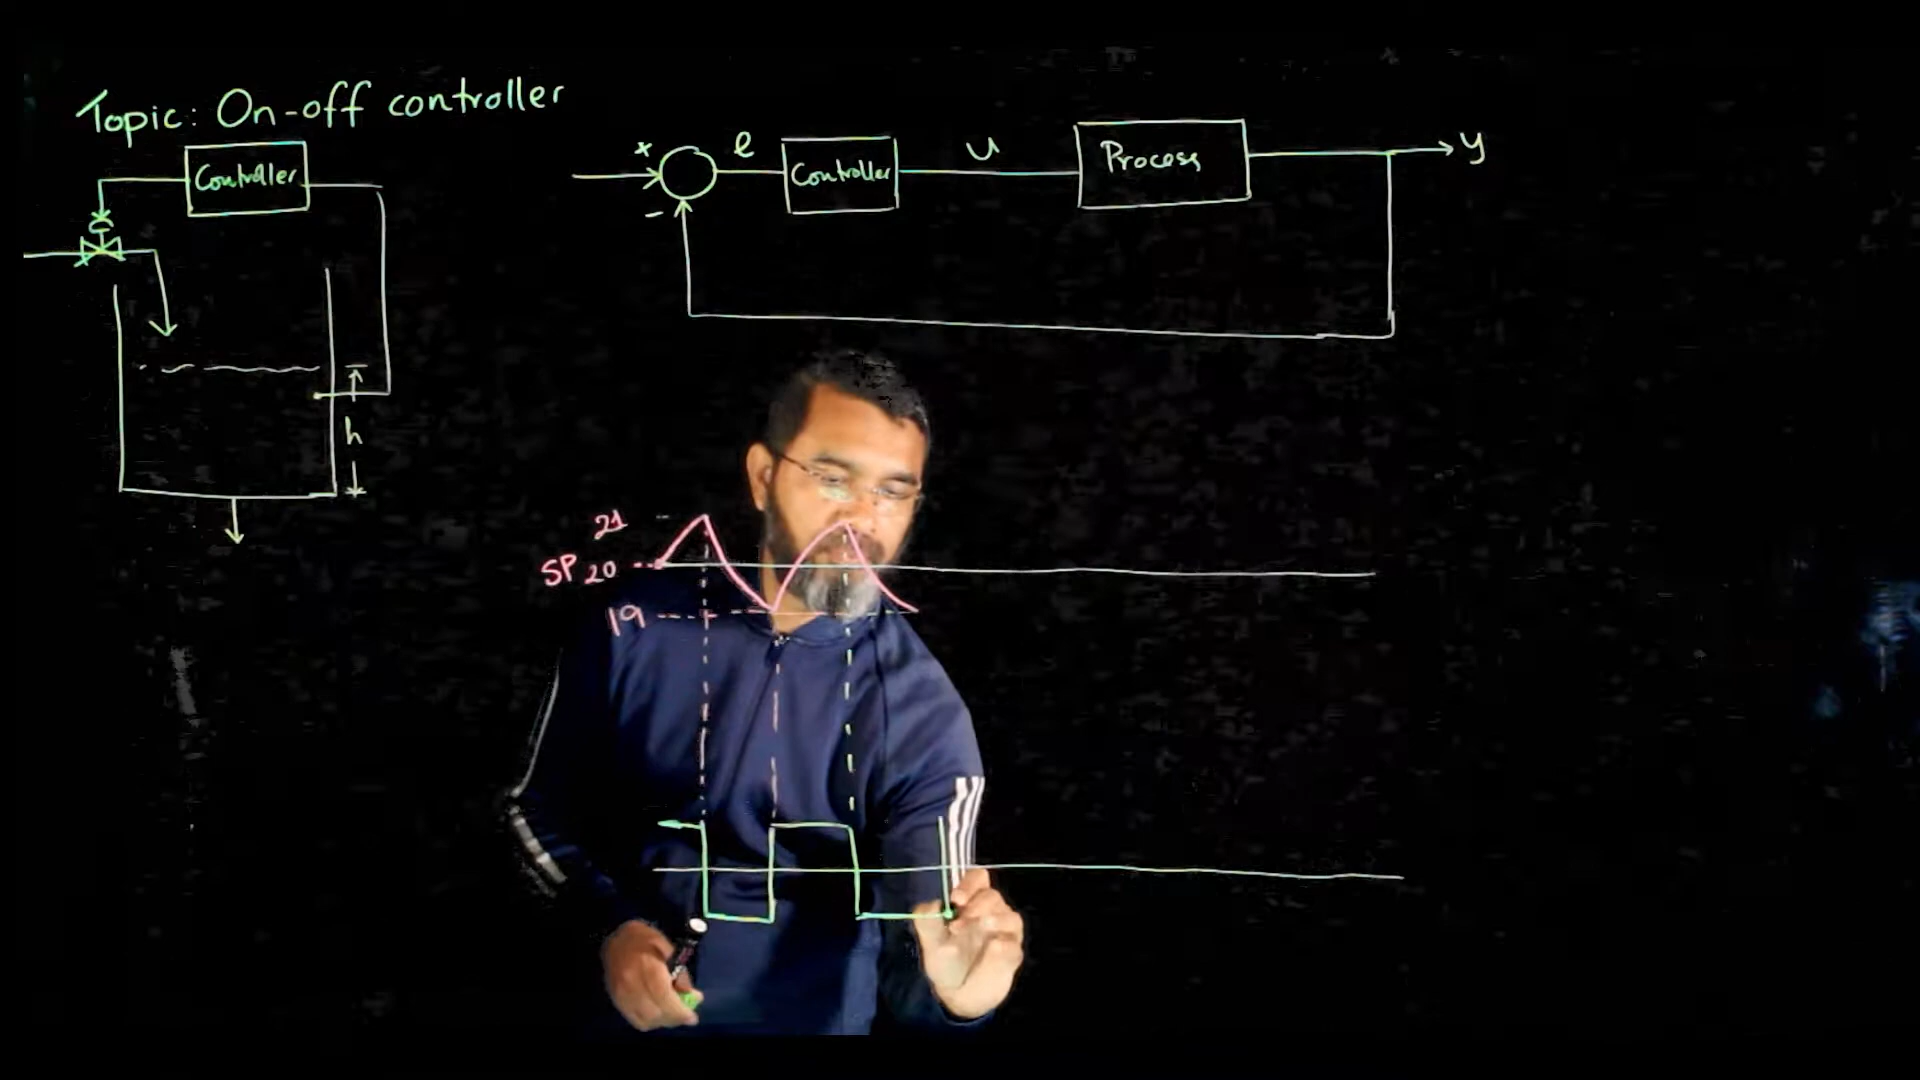 Topic: On-off controller
Controller
h
+
-
e
Controller
u
Process
y
21
SP 20
19